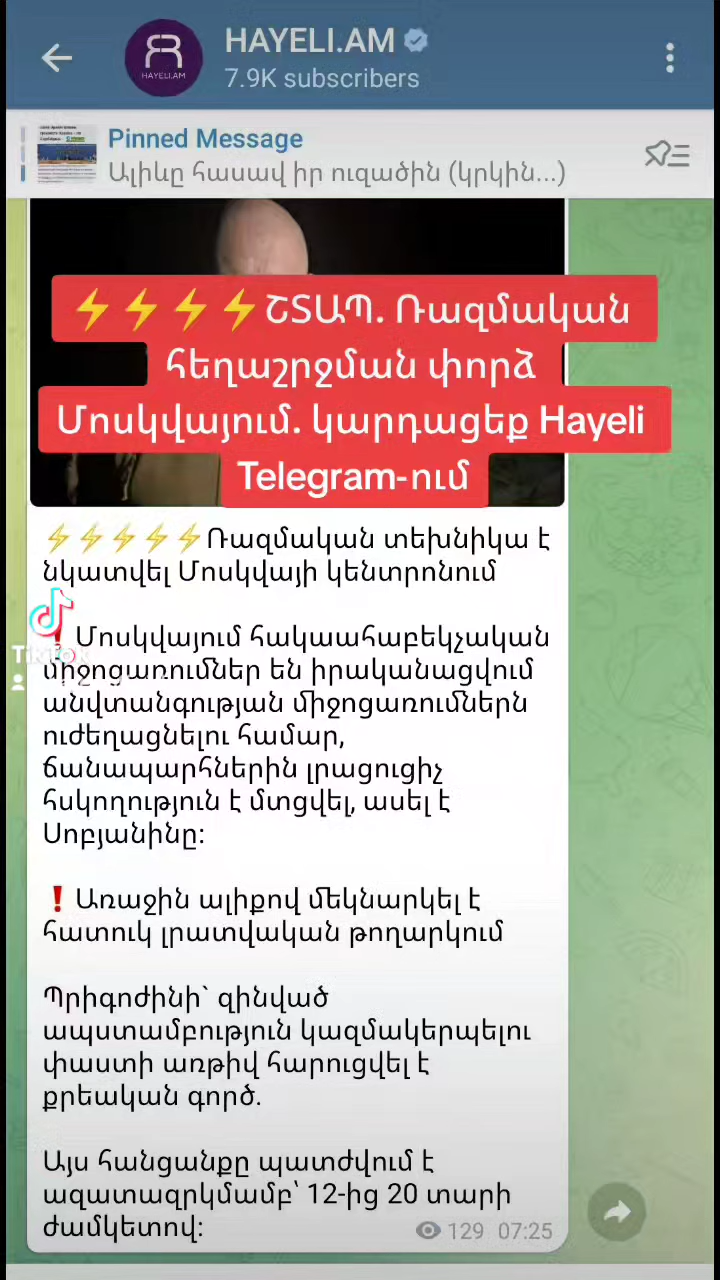 HAYELI.AM
7.9K subscribers
HAYELI.AM
Pinned Message
Ալիևը հասավ իր ուզածին (կրկին...)
⚡⚡⚡⚡ՇՏԱՊ. Ռազմական
հեղաշրջման փորձ
Մոսկվայում. կարդացեք Hayeli
Telegram-ում
⚡⚡⚡⚡⚡Ռազմական տեխնիկա է
նկատվել Մոսկվայի կենտրոնում
❗Մոսկվայում հակաահաբեկչական
միջոցառումներ են իրականացվում
անվտանգության միջոցառումներն
ուժեղացնելու համար,
ճանապարհներին լրացուցիչ
հսկողություն է մտցվել, ասել է
Սոբյանինը:
TikTok
❗Առաջին ալիքով մեկնարկել է
հատուկ լրատվական թողարկում
Պրիգոժինի՝ զինված
ապստամբություն կազմակերպելու
փաստի առթիվ հարուցվել է
քրեական գործ.
Այս հանցանքը պատժվում է
ազատազրկմամբ՝ 12-ից 20 տարի
ժամկետով:
129 07:25